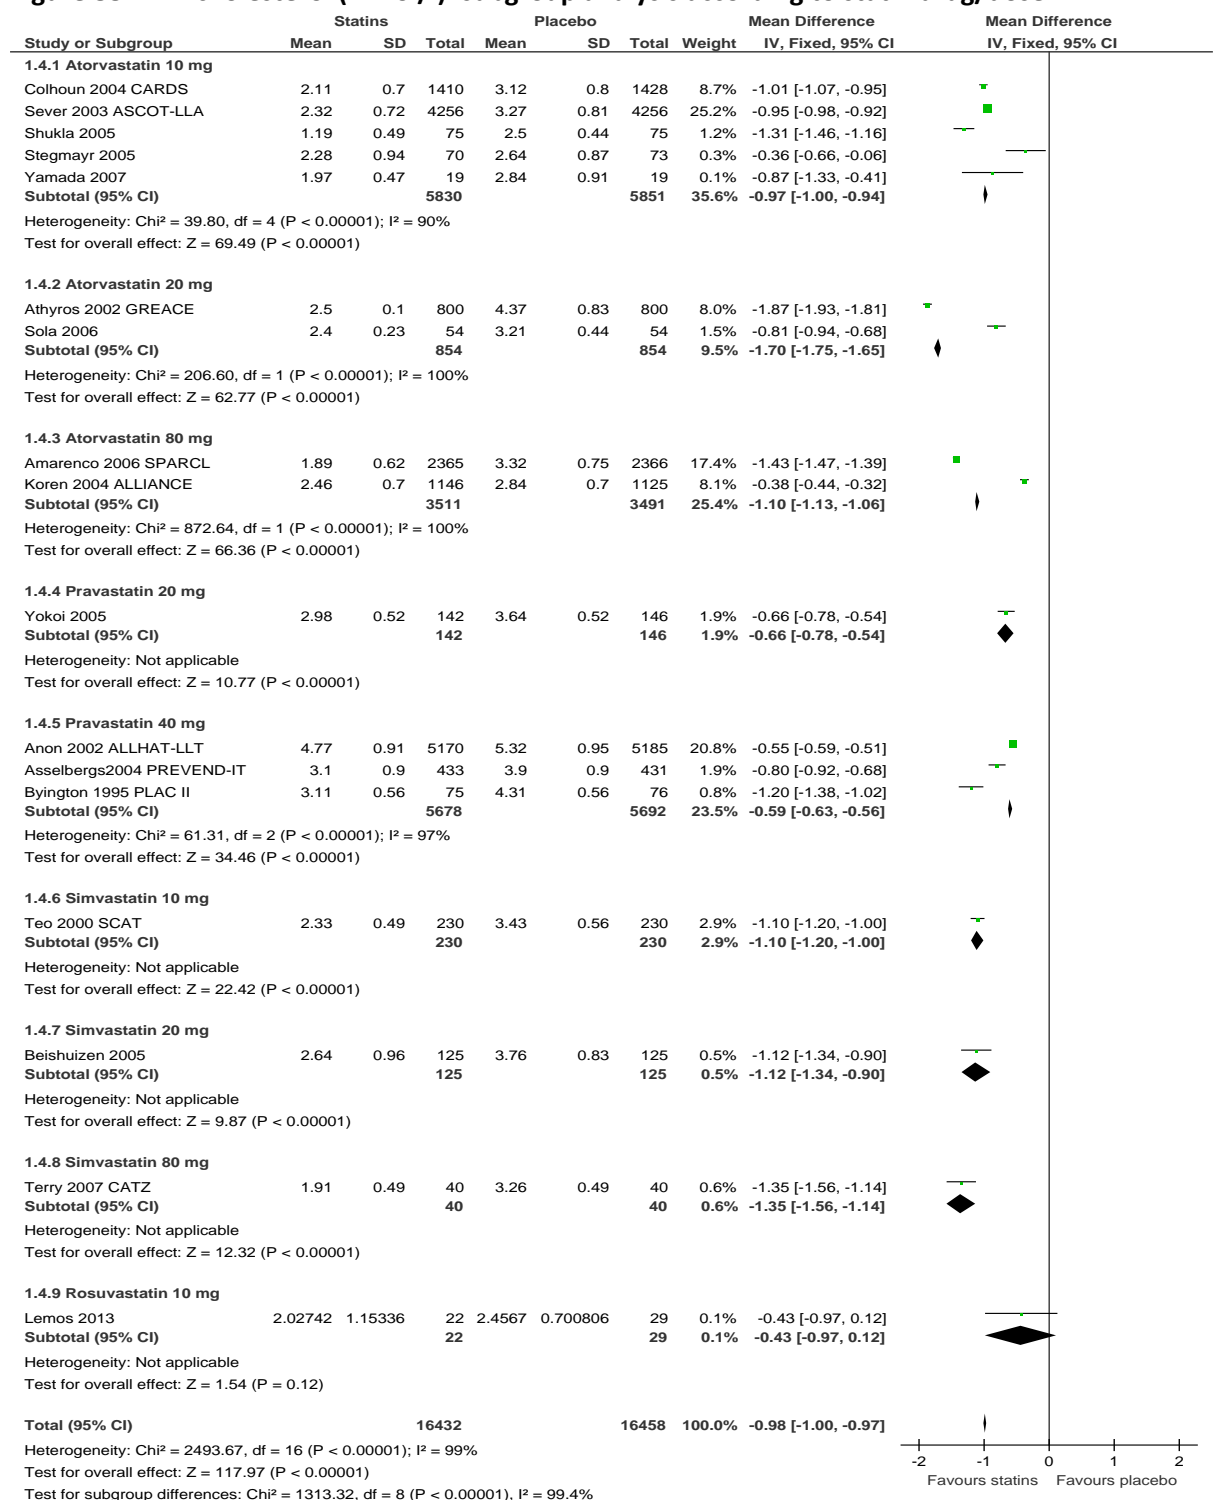 Statins Placebo Mean Difference Mean Difference
Study or Subgroup Mean SD Total Mean SD Total Weight IV, Fixed, 95% CI IV, Fixed, 95% CI
1.4.1 Atorvastatin 10 mg
Colhoun 2004 CARDS 2.11 0.7 1410 3.12 0.8 1428 8.7% -1.01 [-1.07, -0.95]
Sever 2003 ASCOT-LLA 2.32 0.72 4256 3.27 0.81 4256 25.2% -0.95 [-0.98, -0.92]
Shukla 2005 1.19 0.49 75 2.5 0.44 75 1.2% -1.31 [-1.46, -1.16]
Stegmayr 2005 2.28 0.94 70 2.64 0.87 73 0.3% -0.36 [-0.66, -0.06]
Yamada 2007 1.97 0.47 19 2.84 0.91 19 0.1% -0.87 [-1.33, -0.41]
Subtotal (95% CI) 5830 5851 35.6% -0.97 [-1.00, -0.94]
Heterogeneity: Chi² = 39.80, df = 4 (P < 0.00001); I² = 90%
Test for overall effect: Z = 69.49 (P < 0.00001)
1.4.2 Atorvastatin 20 mg
Athyros 2002 GREACE 2.5 0.1 800 4.37 0.83 800 8.0% -1.87 [-1.93, -1.81]
Sola 2006 2.4 0.23 54 3.21 0.44 54 1.5% -0.81 [-0.94, -0.68]
Subtotal (95% CI) 854 854 9.5% -1.70 [-1.75, -1.65]
Heterogeneity: Chi² = 206.60, df = 1 (P < 0.00001); I² = 100%
Test for overall effect: Z = 62.77 (P < 0.00001)
1.4.3 Atorvastatin 80 mg
Amarenco 2006 SPARCL 1.89 0.62 2365 3.32 0.75 2366 17.4% -1.43 [-1.47, -1.39]
Koren 2004 ALLIANCE 2.46 0.7 1146 2.84 0.7 1125 8.1% -0.38 [-0.44, -0.32]
Subtotal (95% CI) 3511 3491 25.4% -1.10 [-1.13, -1.06]
Heterogeneity: Chi² = 872.64, df = 1 (P < 0.00001); I² = 100%
Test for overall effect: Z = 66.36 (P < 0.00001)
1.4.4 Pravastatin 20 mg
Yokoi 2005 2.98 0.52 142 3.64 0.52 146 1.9% -0.66 [-0.78, -0.54]
Subtotal (95% CI) 142 146 1.9% -0.66 [-0.78, -0.54]
Heterogeneity: Not applicable
Test for overall effect: Z = 10.77 (P < 0.00001)
1.4.5 Pravastatin 40 mg
Anon 2002 ALLHAT-LLT 4.77 0.91 5170 5.32 0.95 5185 20.8% -0.55 [-0.59, -0.51]
Asselbergs2004 PREVEND-IT 3.1 0.9 433 3.9 0.9 431 1.9% -0.80 [-0.92, -0.68]
Byington 1995 PLAC II 3.11 0.56 75 4.31 0.56 76 0.8% -1.20 [-1.38, -1.02]
Subtotal (95% CI) 5678 5692 23.5% -0.59 [-0.63, -0.56]
Heterogeneity: Chi² = 61.31, df = 2 (P < 0.00001); I² = 97%
Test for overall effect: Z = 34.46 (P < 0.00001)
1.4.6 Simvastatin 10 mg
Teo 2000 SCAT 2.33 0.49 230 3.43 0.56 230 2.9% -1.10 [-1.20, -1.00]
Subtotal (95% CI) 230 230 2.9% -1.10 [-1.20, -1.00]
Heterogeneity: Not applicable
Test for overall effect: Z = 22.42 (P < 0.00001)
1.4.7 Simvastatin 20 mg
Beishuizen 2005 2.64 0.96 125 3.76 0.83 125 0.5% -1.12 [-1.34, -0.90]
Subtotal (95% CI) 125 125 0.5% -1.12 [-1.34, -0.90]
Heterogeneity: Not applicable
Test for overall effect: Z = 9.87 (P < 0.00001)
1.4.8 Simvastatin 80 mg
Terry 2007 CATZ 1.91 0.49 40 3.26 0.49 40 0.6% -1.35 [-1.56, -1.14]
Subtotal (95% CI) 40 40 0.6% -1.35 [-1.56, -1.14]
Heterogeneity: Not applicable
Test for overall effect: Z = 12.32 (P < 0.00001)
1.4.9 Rosuvastatin 10 mg
Lemos 2013 2.02742 1.15336 22 2.4567 0.700806 29 0.1% -0.43 [-0.97, 0.12]
Subtotal (95% CI) 22 29 0.1% -0.43 [-0.97, 0.12]
Heterogeneity: Not applicable
Test for overall effect: Z = 1.54 (P = 0.12)
Total (95% CI) 16432 16458 100.0% -0.98 [-1.00, -0.97]
Heterogeneity: Chi² = 2493.67, df = 16 (P < 0.00001); I² = 99%
Test for overall effect: Z = 117.97 (P < 0.00001)
Test for subgroup differences: Chi² = 1313.32, df = 8 (P < 0.00001), I² = 99.4%
-2 -1 0 1 2
Favours statins Favours placebo